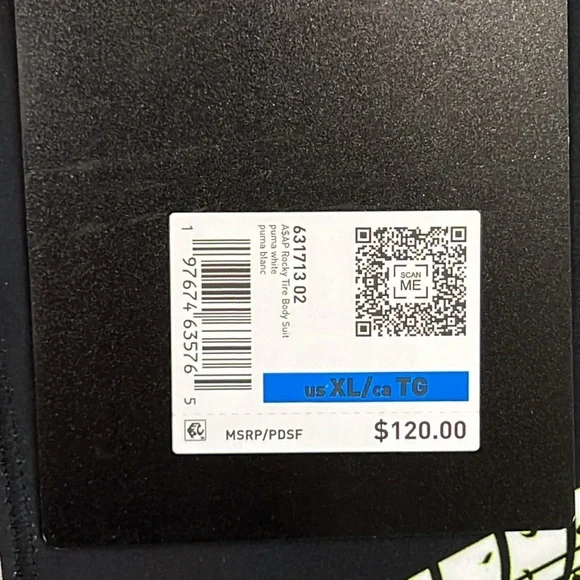 631713 02
A$AP Rocky Tire Body Suit
puma white
puma blanc
1 97674 63576 5
SCAN
ME
us XL/ca TG
MSRP/PDSF $120.00